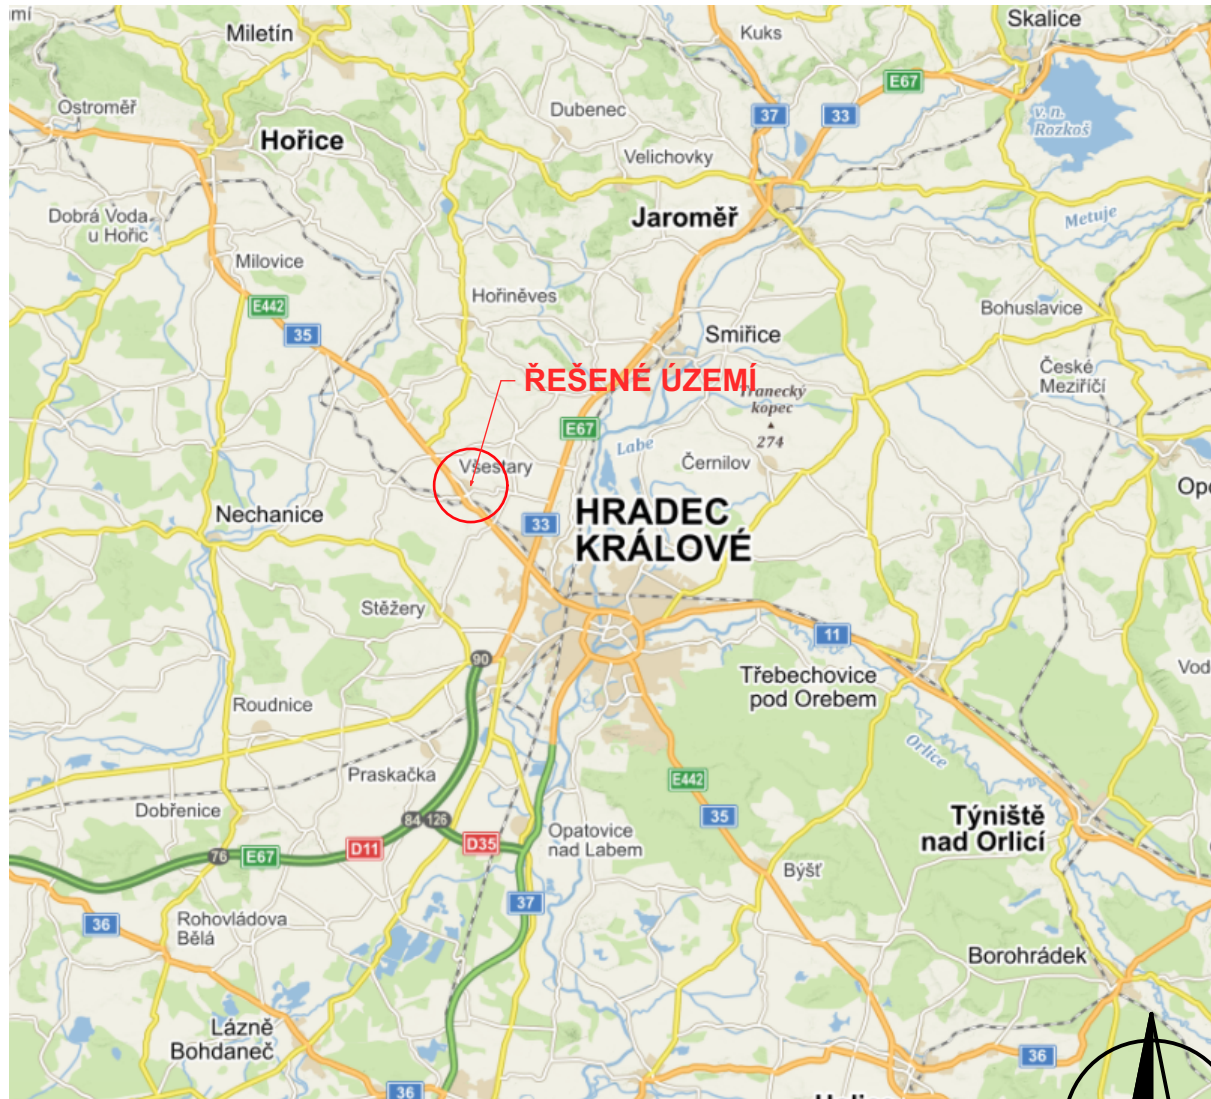 mí
Miletín
Kuks
Skalice
E67
Ostroměř
Dubenec
37
33
v. n.
Rozkoš
Hořice
Velichovky
Dobrá Voda
u Hořic
Jaroměř
Metuje
Milovice
Hořiněves
E442
Bohuslavice
35
Smiřice
ŘEŠENÉ ÚZEMÍ
České
Meziříčí
kopec
274
E67
Labe
Všestary
Černilov
Nechanice
33
HRADEC
KRÁLOVÉ
Stěžery
11
90
Třebechovice
pod Orebem
Roudnice
Orlice
Praskačka
E442
Dobřenice
84
126
35
Týniště
nad Orlicí
Opatovice
nad Labem
76
E67
D11
D35
Býšť
37
36
Rohovládova
Bělá
Borohrádek
Lázně
Bohdaneč
36
36